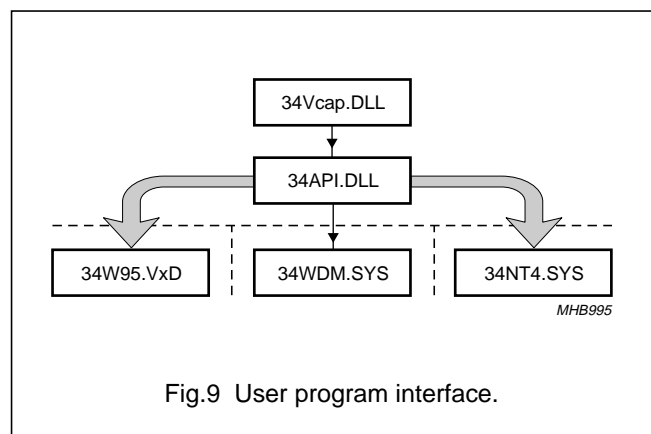 34Vcap.DLL
34API.DLL
34W95.VxD
34WDM.SYS
34NT4.SYS
MHB995
Fig.9 User program interface.